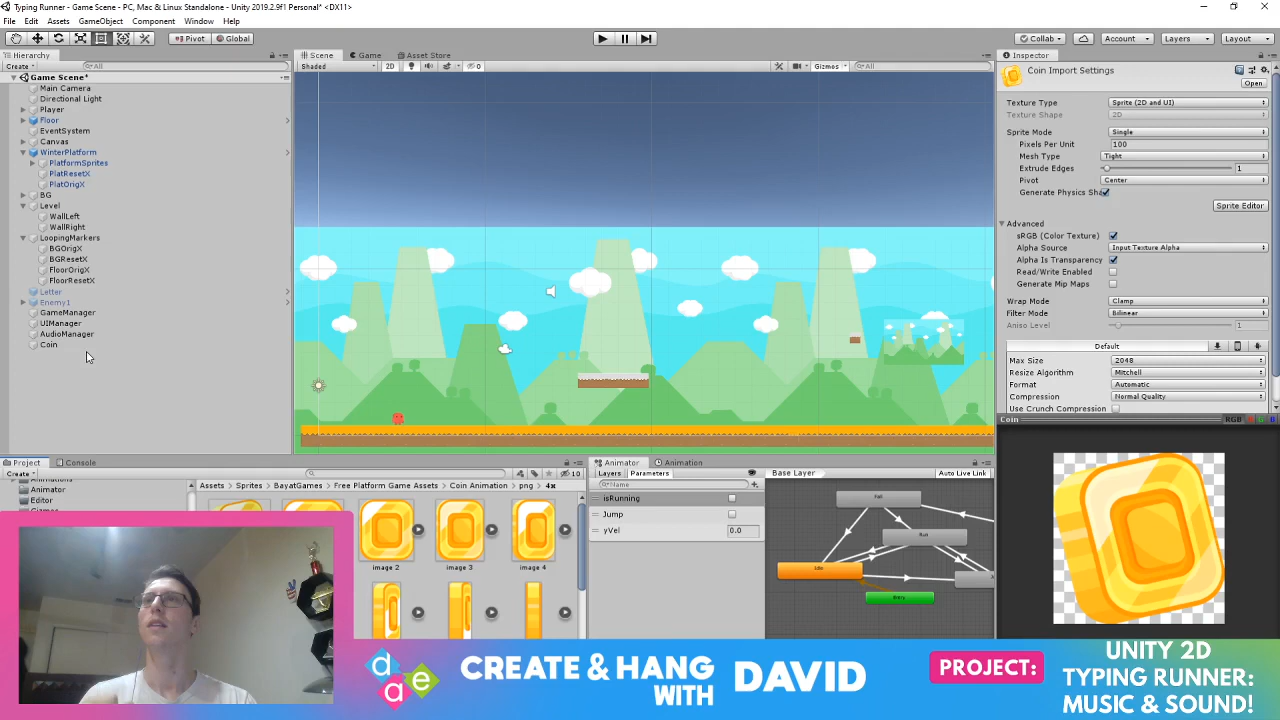 Typing Runner - Game Scene - PC, Mac & Linux Standalone - Unity 2019.2.9f1 Personal* <DX11>
File Edit Assets GameObject Component Window Help
Pivot Global Collab Account Layers Layout
Hierarchy
Create All
Game Scene*
Main Camera
Directional Light
Player
Floor
EventSystem
Canvas
WinterPlatform
PlatformSprites
PlatResetX
PlatOrigX
BG
Level
WallLeft
WallRight
LoopingMarkers
BGOrigX
BGResetX
FloorOrigX
FloorResetX
Letter
Enemy1
GameManager
UIManager
AudioManager
Coin
Scene Game Asset Store
Shaded 2D 0 Gizmos All
Inspector
Coin Import Settings
Open
Texture Type Sprite (2D and UI)
Texture Shape 2D
Sprite Mode Single
Pixels Per Unit 100
Mesh Type Tight
Extrude Edges 1
Pivot Center
Generate Physics Sha
Sprite Editor
Advanced
sRGB (Color Texture)
Alpha Source Input Texture Alpha
Alpha Is Transparency
Read/Write Enabled
Generate Mip Maps
Wrap Mode Clamp
Filter Mode Bilinear
Aniso Level 1
Default
Max Size 2048
Resize Algorithm Mitchell
Format Automatic
Compression Normal Quality
Use Crunch Compression
Coin RGB
Project Console
Create 10
Animator
Editor
Assets Sprites BayatGames Free Platform Game Assets Coin Animation png 4x
image 2 image 3 image 4
Animator Animation
Layers Parameters Base Layer Auto Live Link
Name
isRunning
Jump
yVel 0.0
Fall
Run
Idle
Entry
dae
CREATE & HANG
WITH DAVID
PROJECT:
UNITY 2D
TYPING RUNNER:
MUSIC & SOUND!